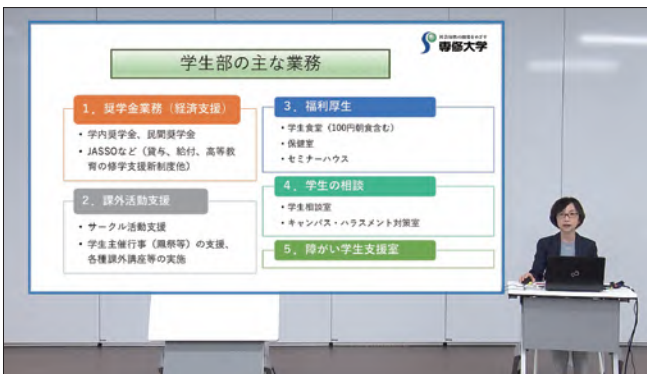 専修大学
学生部の主な業務
1. 奨学金業務（経済支援）
・学内奨学金、民間奨学金
・JASSOなど（貸与、給付、高等教
育の修学支援新制度他）
2. 課外活動支援
・サークル活動支援
・学生主催行事（鳳祭等）の支援、
各種課外講座等の実施
3. 福利厚生
・学生食堂（100円朝食含む）
・保健室
・セミナーハウス
4. 学生の相談
・学生相談室
・キャンパス・ハラスメント対策室
5. 障がい学生支援室